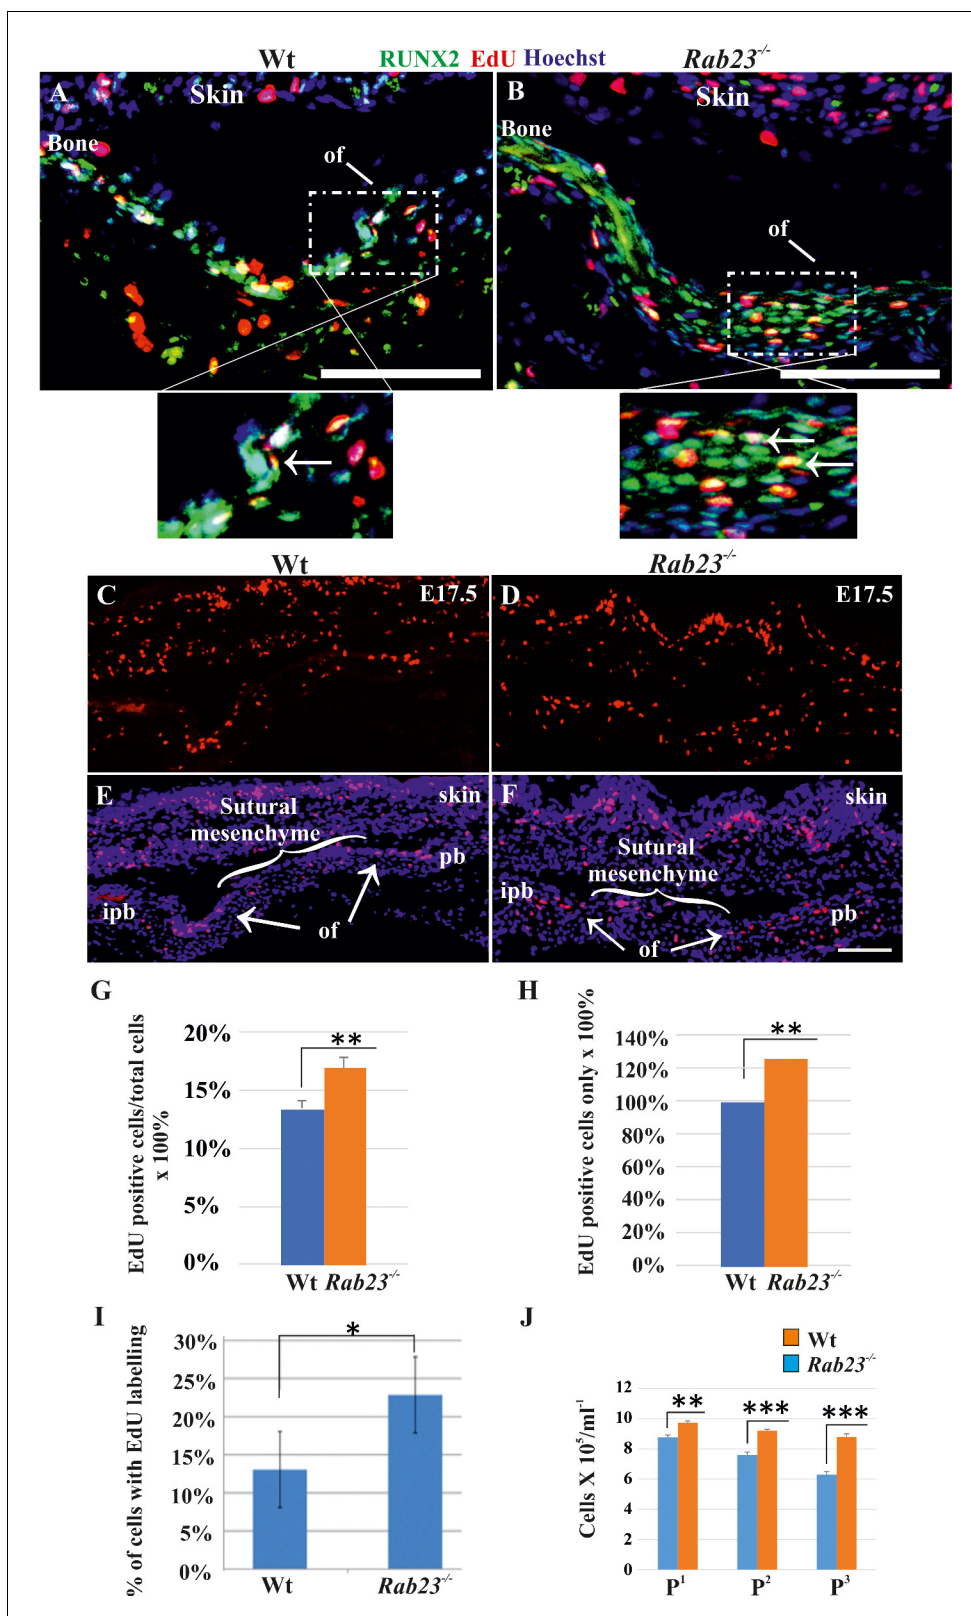 Wt RUNX2 EdU Hoechst Rab23-/-
A Skin
Bone
of
B Skin
Bone
of
Wt Rab23-/-
C E17.5
D E17.5
E skin
Sutural
mesenchyme
pb
ipb
of
F skin
Sutural
mesenchyme
ipb
pb
of
G
EdU positive cells/total cells
x 100%
20%
15%
10%
5%
0%
**
Wt Rab23-/-
H
EdU positive cells only x 100%
140%
120%
100%
80%
60%
40%
20%
0%
**
Wt Rab23-/-
I
% of cells with EdU labelling
30%
25%
20%
15%
10%
5%
0%
*
Wt Rab23-/-
J
Wt
Rab23-/-
Cells X 10⁵/ml⁻¹
12
10
8
6
4
2
0
** *** ***
P¹ P² P³